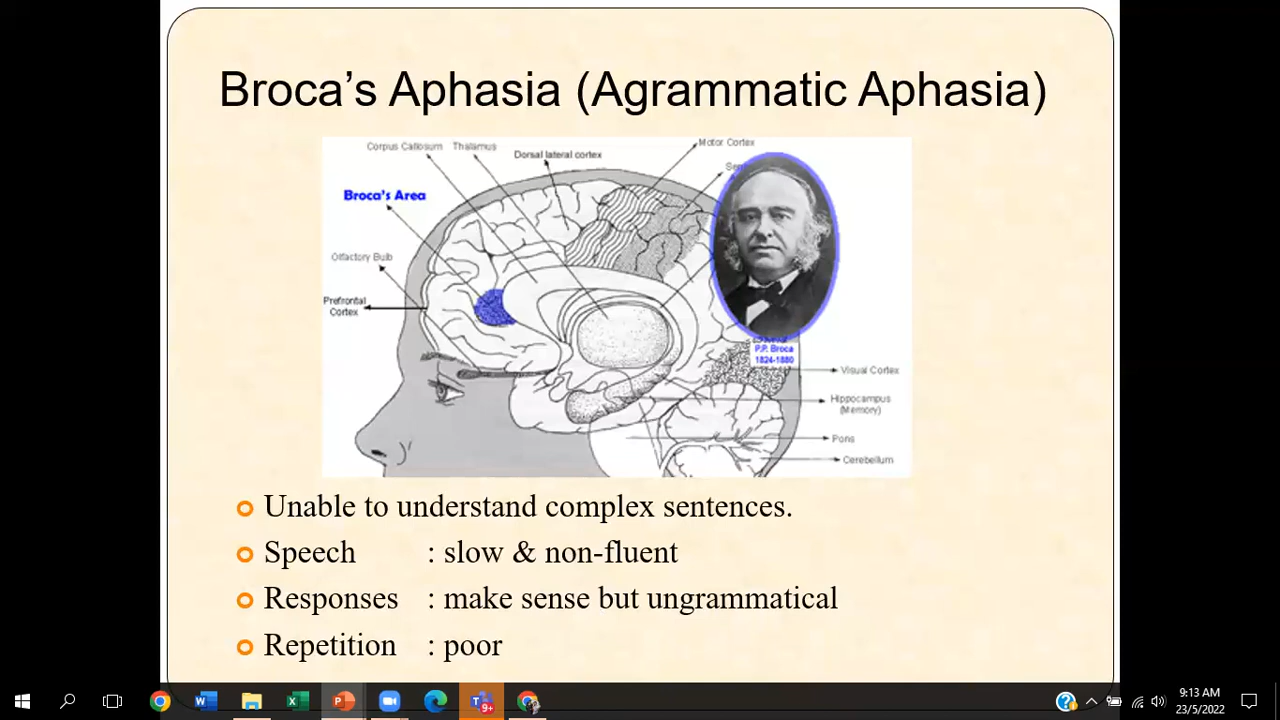 Broca's Aphasia (Agrammatic Aphasia)
Corpus Callosum Thalamus Dorsal lateral cortex Motor Cortex
Broca's Area
Olfactory Bulb
Prefrontal
Cortex
P.P. Broca
1824-1880
Visual Cortex
Hippocampus
(Memory)
Pons
Cerebellum
Unable to understand complex sentences.
Speech : slow & non-fluent
Responses : make sense but ungrammatical
Repetition : poor
9+
9:13 AM
23/5/2022